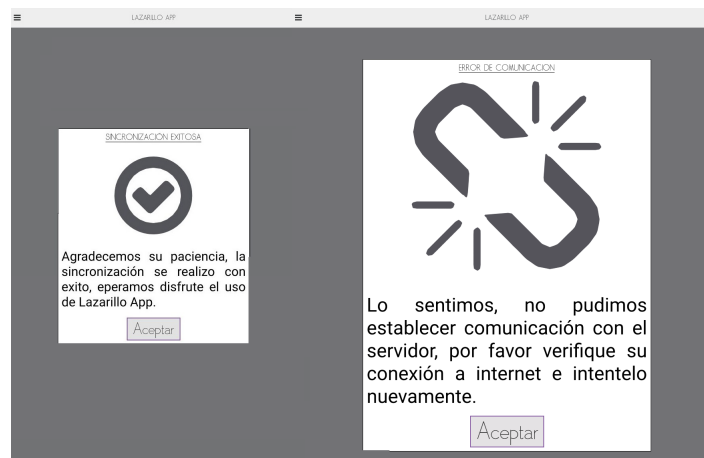 LAZARILLO APP
SINCRONIZACIÓN EXITOSA
Agradecemos su paciencia, la
sincronización se realizo con
exito, eperamos disfrute el uso
de Lazarillo App.
Aceptar
LAZARILLO APP
ERROR DE COMUNICACION
Lo sentimos, no pudimos
establecer comunicación con el
servidor, por favor verifique su
conexión a internet e intentelo
nuevamente.
Aceptar